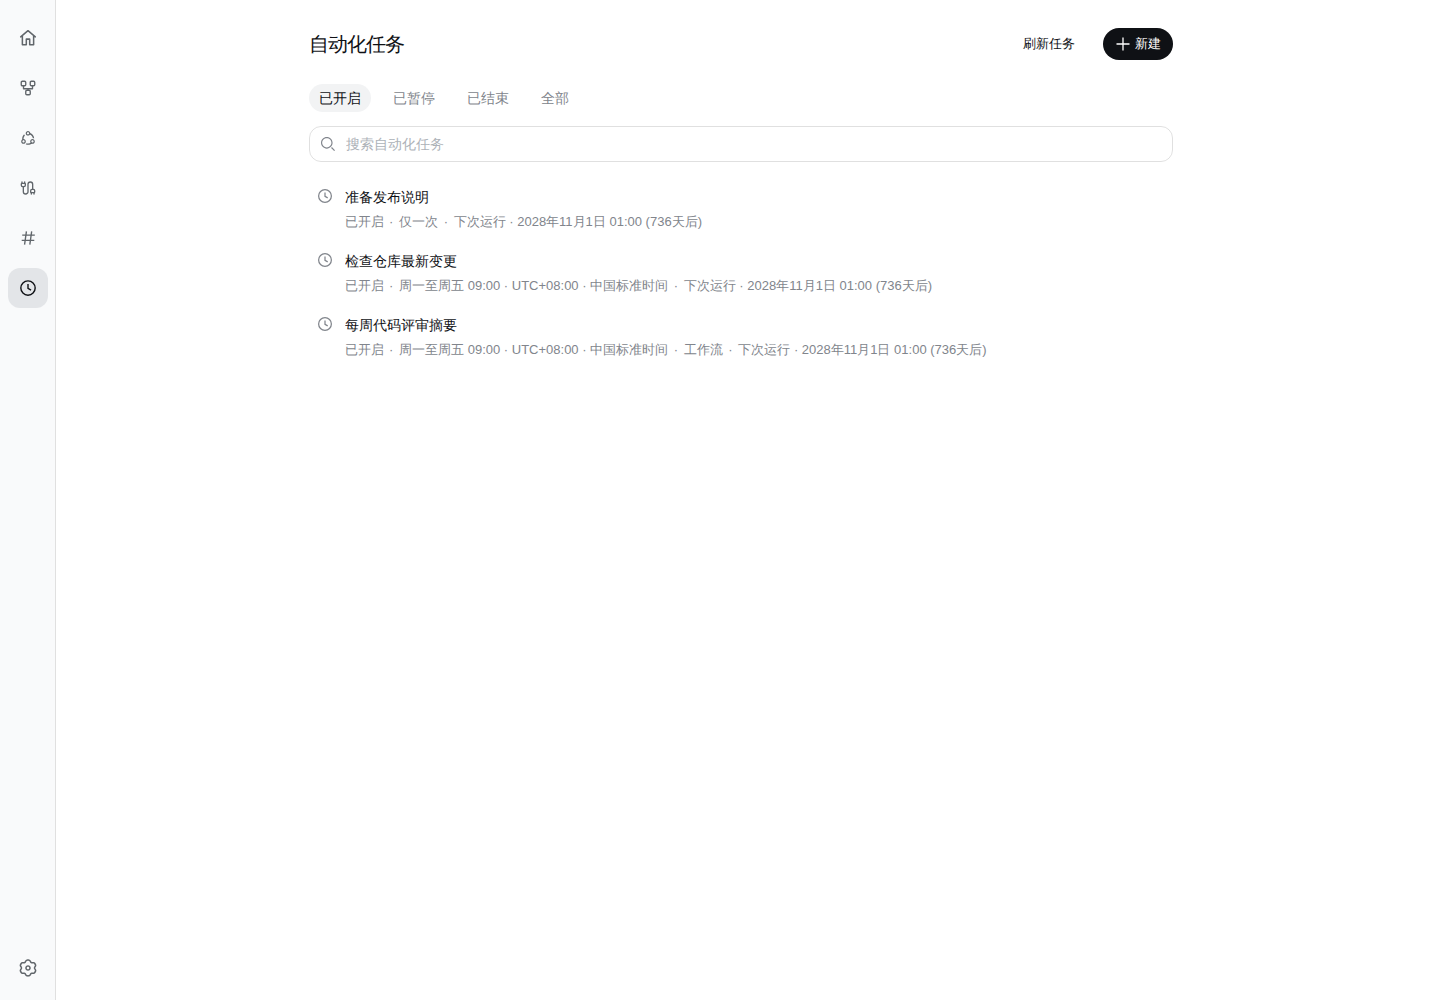 自动化任务
刷新任务
新建
已开启
已暂停
已结束
全部
搜索自动化任务
准备发布说明
已开启 · 仅一次 · 下次运行 · 2028年11月1日 01:00 (736天后)
检查仓库最新变更
已开启 · 周一至周五 09:00 · UTC+08:00 · 中国标准时间 · 下次运行 · 2028年11月1日 01:00 (736天后)
每周代码评审摘要
已开启 · 周一至周五 09:00 · UTC+08:00 · 中国标准时间 · 工作流 · 下次运行 · 2028年11月1日 01:00 (736天后)